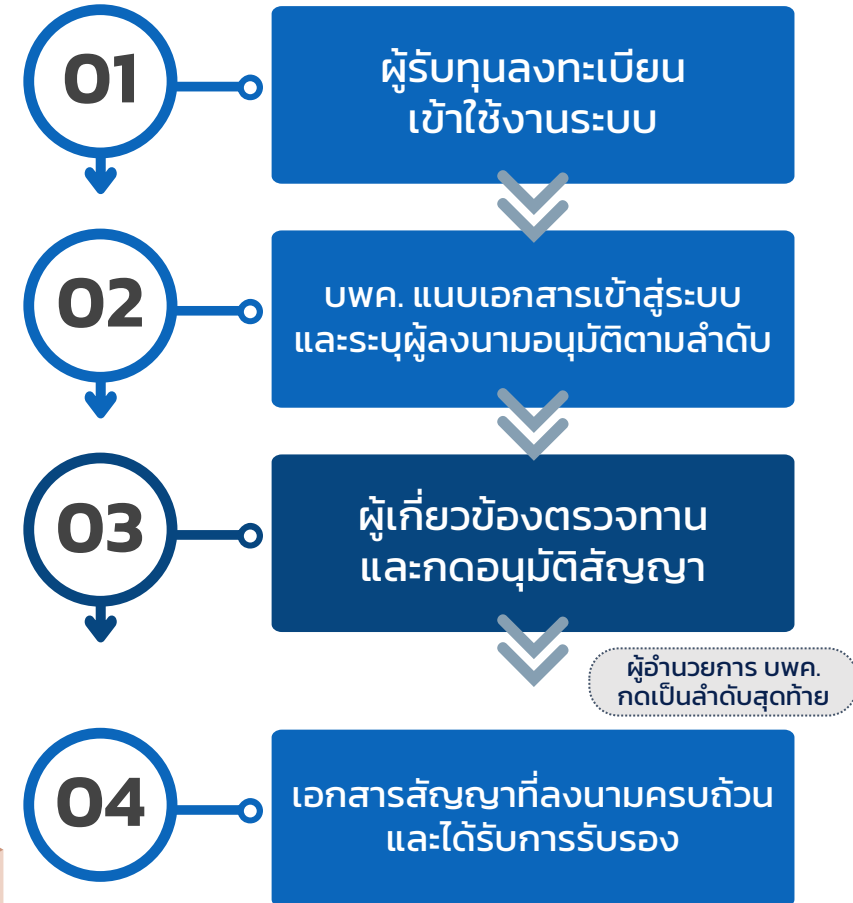 01
ผู้รับทุนลงทะเบียน
เข้าใช้งานระบบ
02
บพค. แนบเอกสารเข้าสู่ระบบ
และระบุผู้ลงนามอนุมัติตามลำดับ
03
ผู้เกี่ยวข้องตรวจทาน
และกดอนุมัติสัญญา
ผู้อำนวยการ บพค.
กดเป็นลำดับสุดท้าย
04
เอกสารสัญญาที่ลงนามครบถ้วน
และได้รับการรับรอง